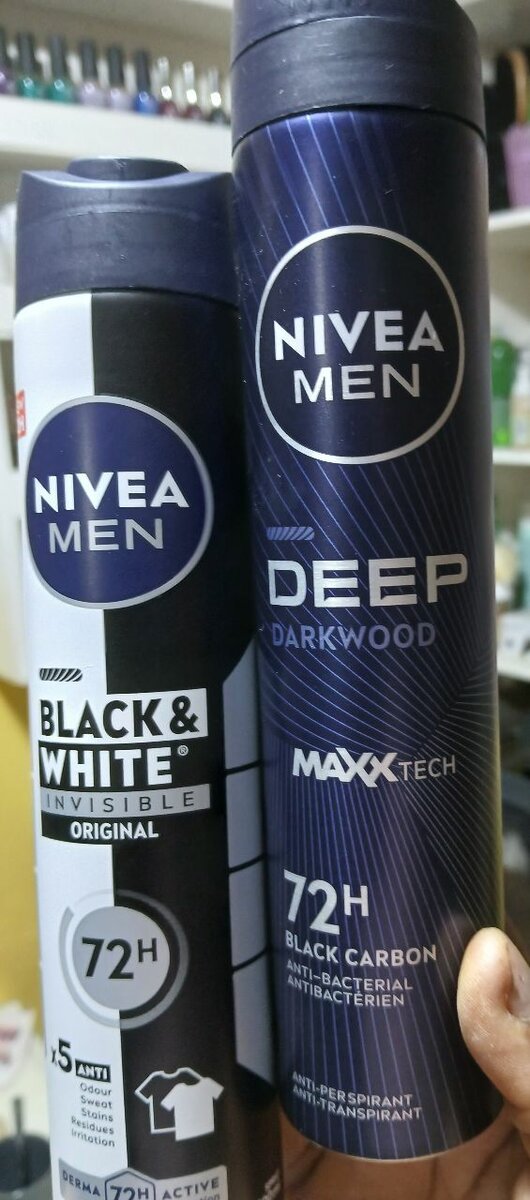 NIVEA
MEN
BLACK &
WHITE®
INVISIBLE
ORIGINAL
72H
x5 ANTI
Odour
Sweat
Stains
Residues
Irritation
DERMA 72H ACTIVE
NIVEA
MEN
DEEP
DARKWOOD
MAXX TECH
72H
BLACK CARBON
ANTI-BACTERIAL
ANTIBACTÉRIEN
ANTI-PERSPIRANT
ANTI-TRANSPIRANT